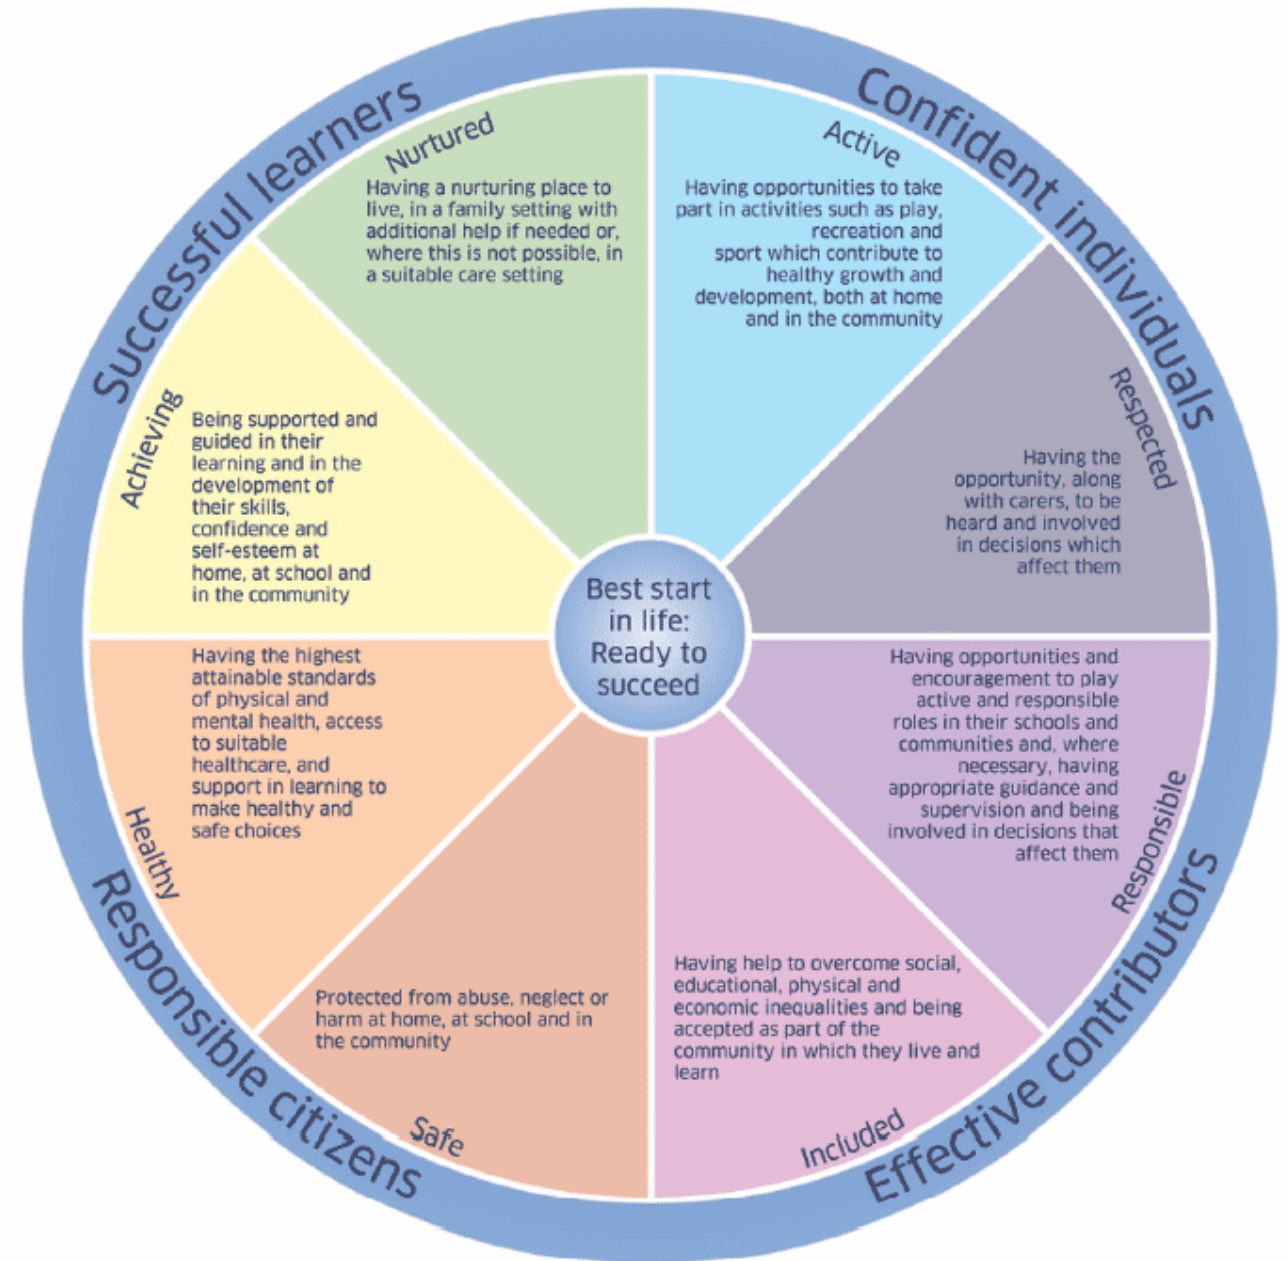 Successful learners
Confident individuals
Nurtured
Having a nurturing place to
live, in a family setting with
additional help if needed or,
where this is not possible, in
a suitable care setting
Active
Having opportunities to take
part in activities such as play,
recreation and
sport which contribute to
healthy growth and
development, both at home
and in the community
Achieving
Being supported and
guided in their
learning and in the
development of
their skills,
confidence and
self-esteem at
home, at school and
in the community
Respected
Having the
opportunity, along
with carers, to be
heard and involved
in decisions which
affect them
Best start
in life:
Ready to
succeed
Healthy
Having the highest
attainable standards
of physical and
mental health, access
to suitable
healthcare, and
support in learning to
make healthy and
safe choices
Responsible
Having opportunities and
encouragement to play
active and responsible
roles in their schools and
communities and, where
necessary, having
appropriate guidance and
supervision and being
involved in decisions that
affect them
Protected from abuse, neglect or
harm at home, at school and in
the community
Safe
Having help to overcome social,
educational, physical and
economic inequalities and being
accepted as part of the
community in which they live and
learn
Included
Responsible citizens
Effective contributors